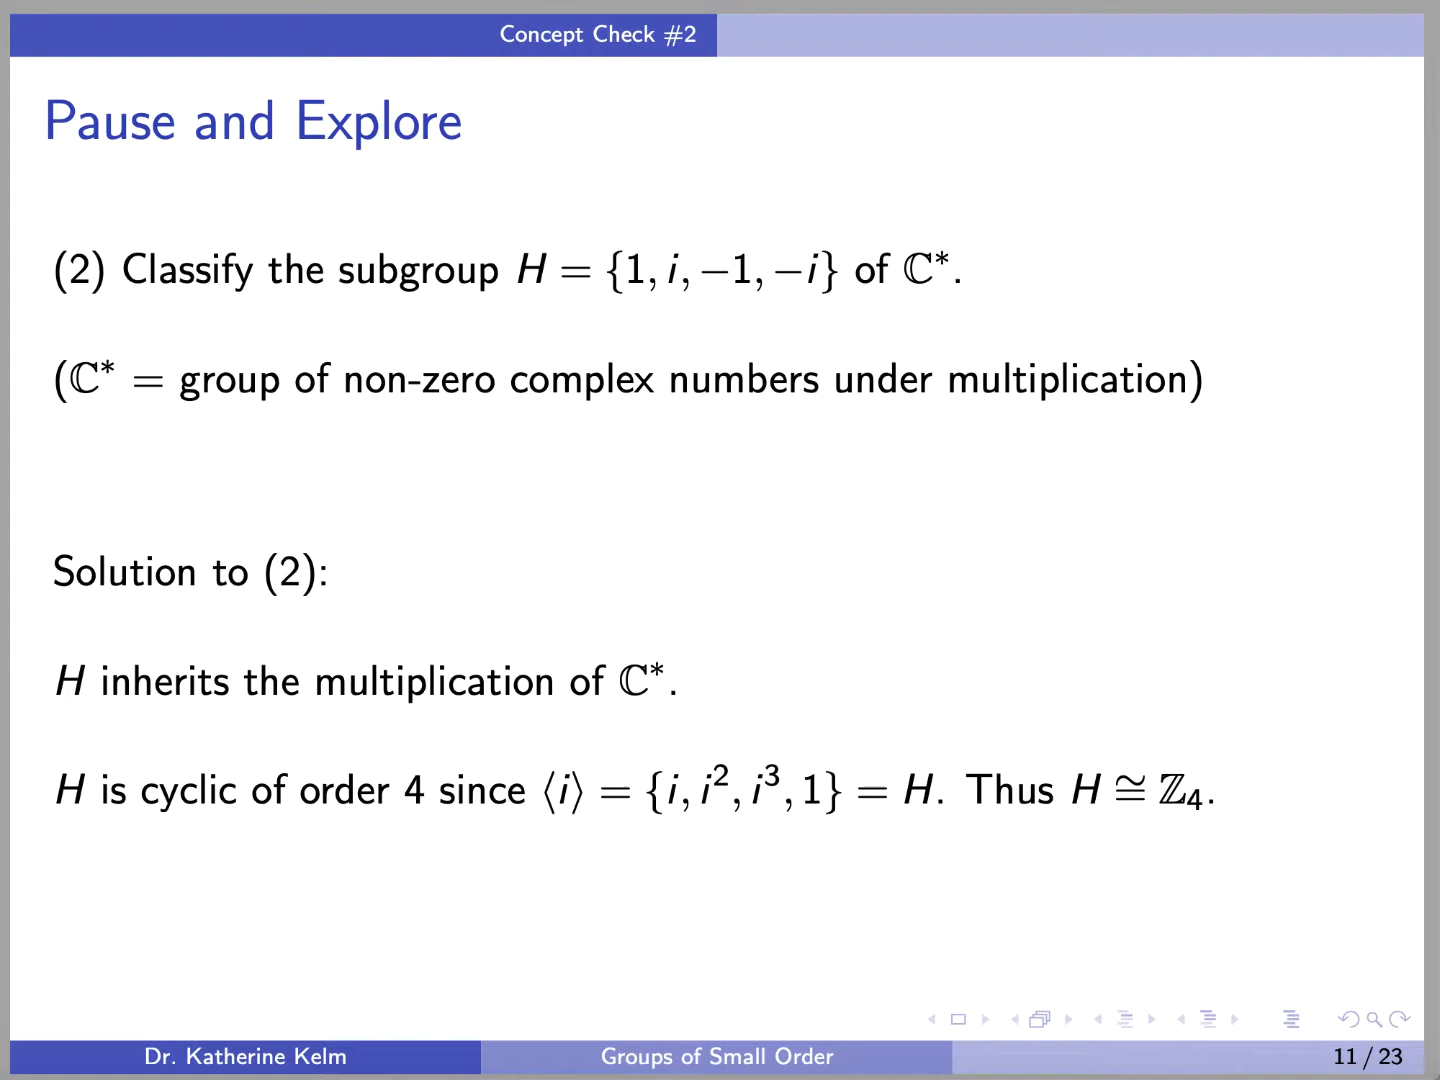 Concept Check #2
Pause and Explore
(2) Classify the subgroup H = {1, i, −1, −i} of ℂ*.
(ℂ* = group of non-zero complex numbers under multiplication)
Solution to (2):
H inherits the multiplication of ℂ*.
H is cyclic of order 4 since ⟨i⟩ = {i, i², i³, 1} = H. Thus H ≅ ℤ₄.
Dr. Katherine Kelm
Groups of Small Order
11 / 23